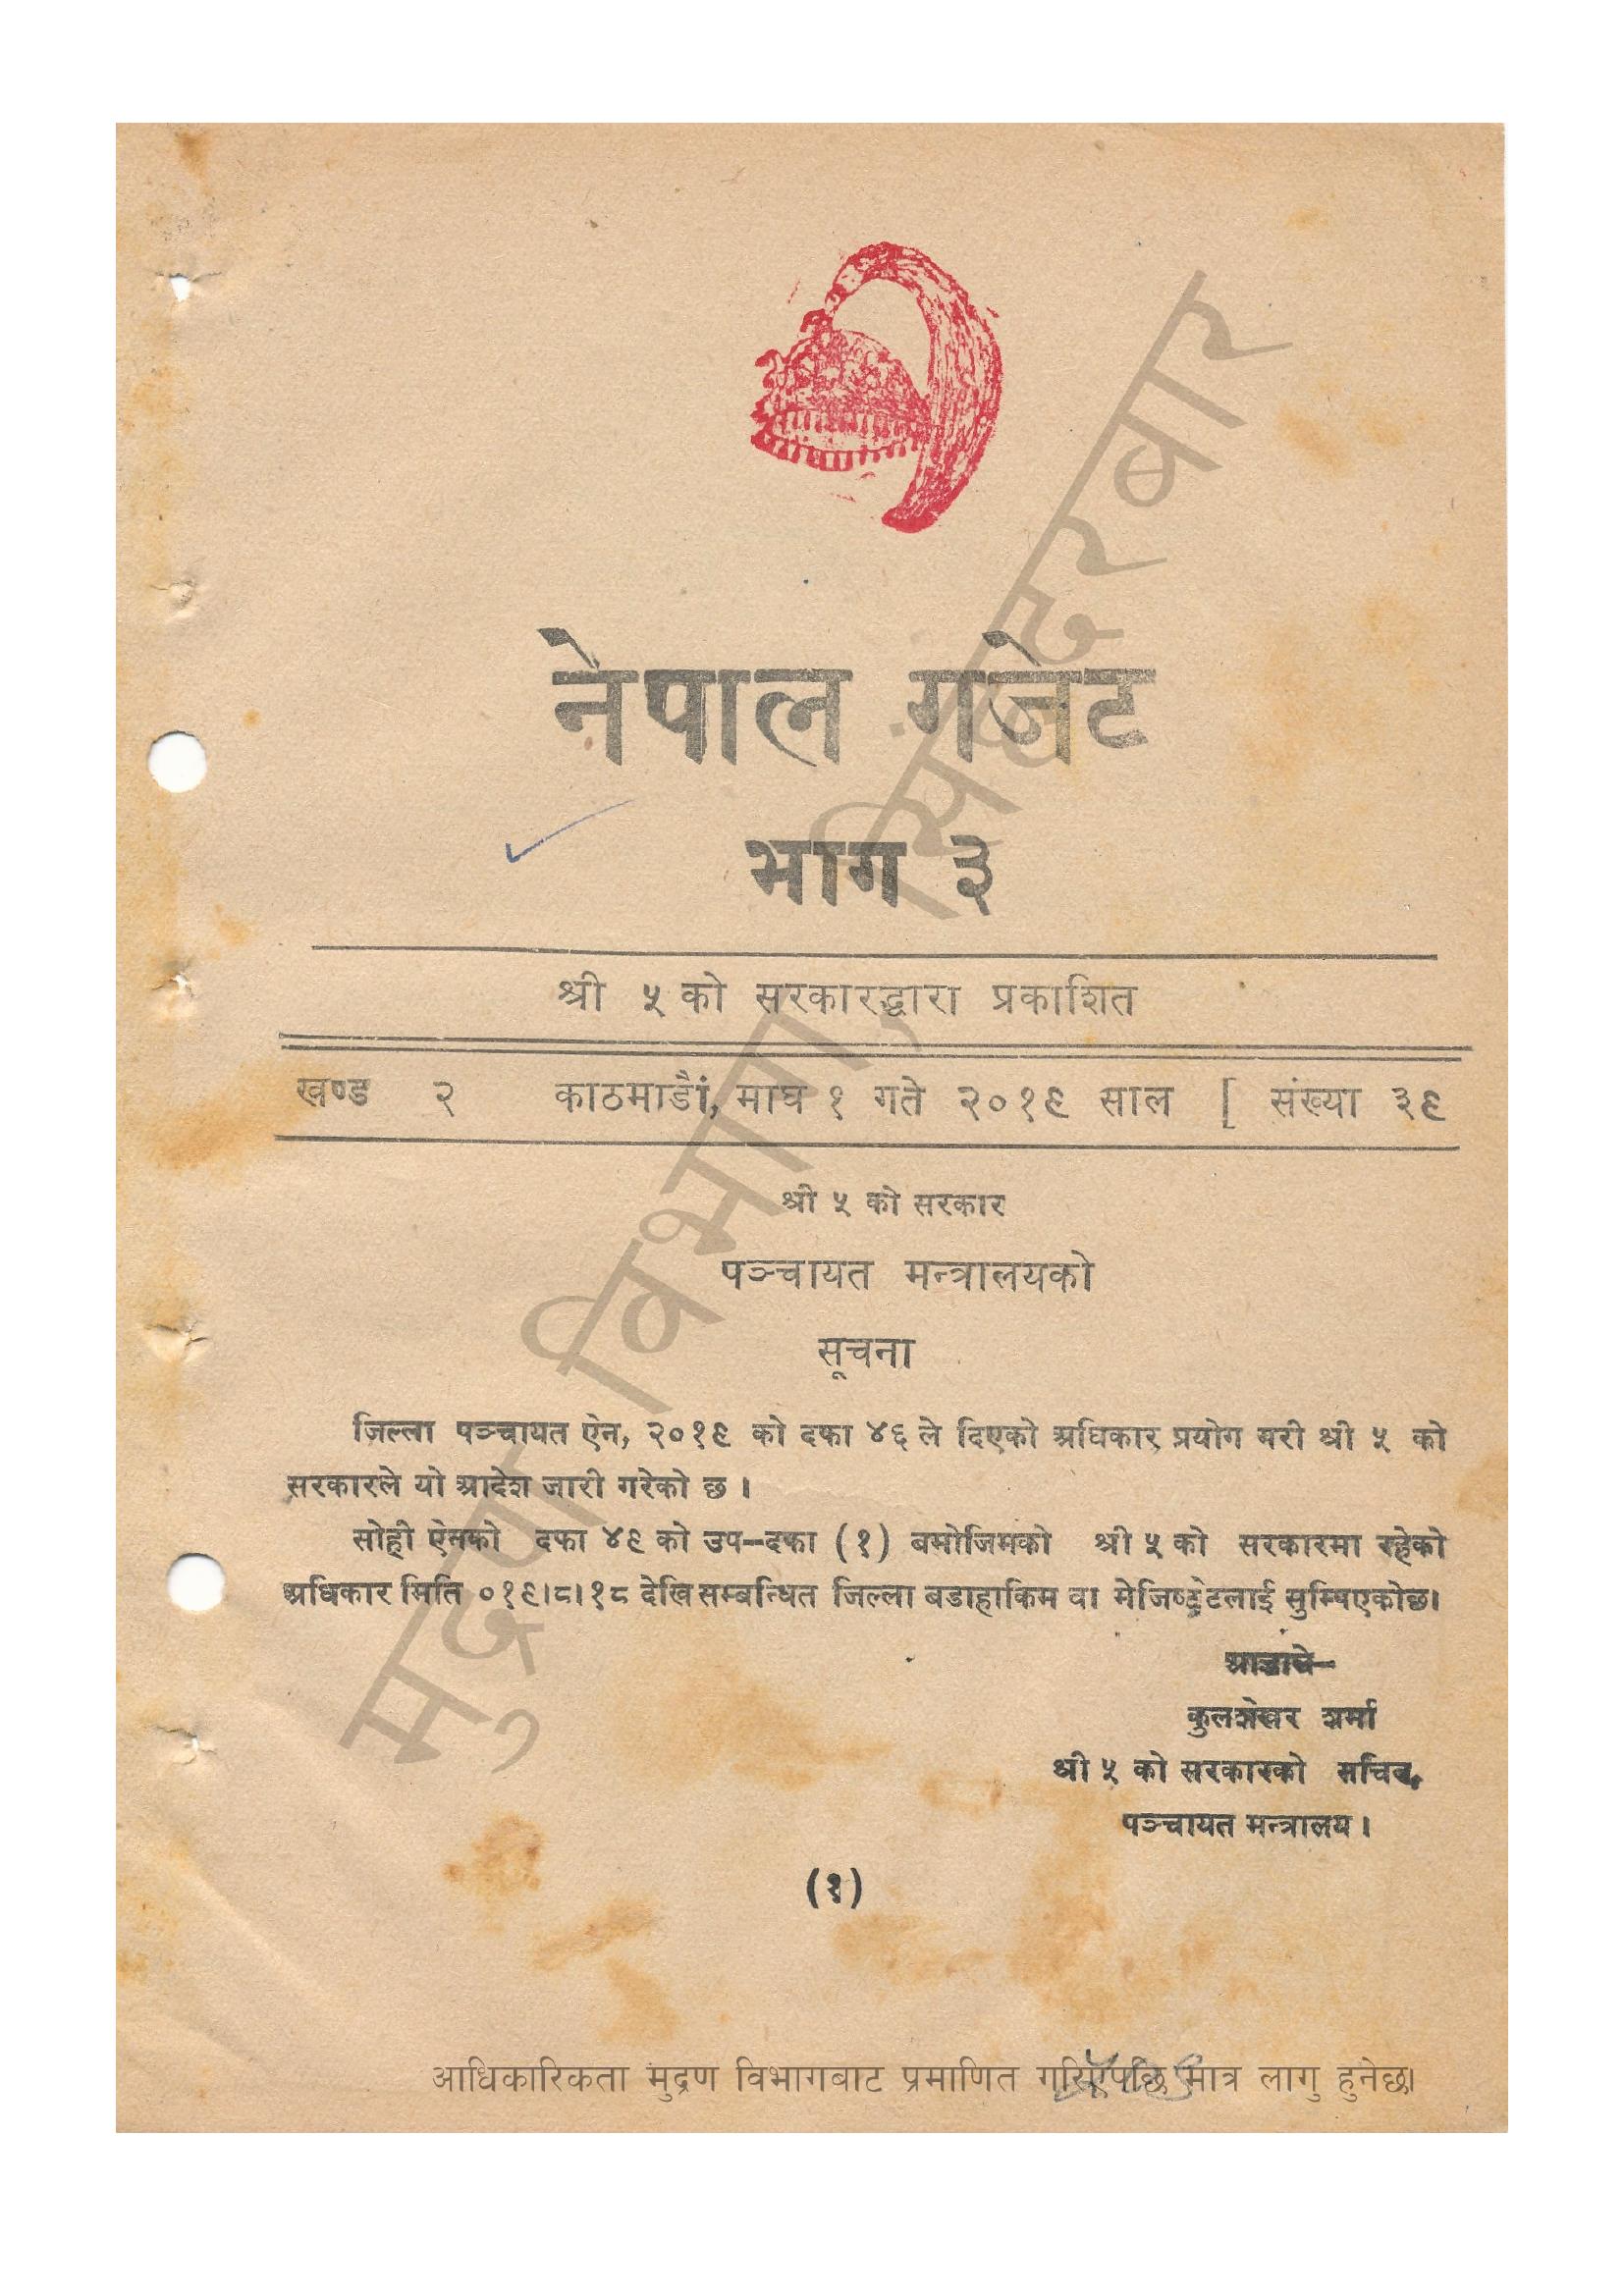 नेपाल गजेट
भाग ३
श्री ५ को सरकारद्वारा प्रकाशित
खण्ड २ काठमाडौं, माघ १ गते २०१९ साल [ संख्या ३९
श्री ५ को सरकार
पञ्चायत मन्त्रालयको
सूचना
जिल्ला पञ्चायत ऐन, २०१९ को दफा ४६ ले दिएको अधिकार प्रयोग गरी श्री ५ को
सरकारले यो आदेश जारी गरेको छ ।
सोही ऐनको दफा ४९ को उप-दफा (१) बमोजिमको श्री ५ को सरकारमा रहेको
अधिकार मिति ०१९।८।१८ देखि सम्बन्धित जिल्ला बडाहाकिम वा मेजिष्ट्रेटलाई सुम्पिएकोछ।
आज्ञाले-
कुलशेखर शर्मा
श्री ५ को सरकारको सचिव,
पञ्चायत मन्त्रालय ।
(१)
मुद्रण विभाग, सिंहदरवार
आधिकारिकता मुद्रण विभागबाट प्रमाणित गरिएपछि मात्र लागु हुनेछ।